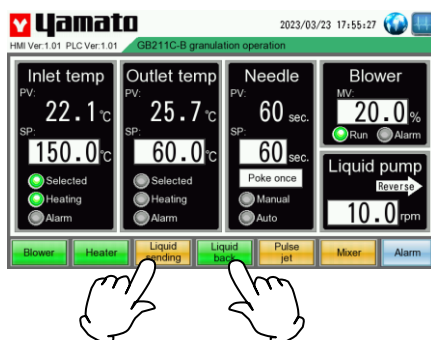 Yamato
2023/03/23 17:55:27
HMI Ver:1.01 PLC Ver:1.01
GB211C-B granulation operation
Inlet temp
PV:
22.1℃
SP:
150.0℃
Selected
Heating
Alarm
Outlet temp
PV:
25.7℃
SP:
60.0℃
Selected
Heating
Alarm
Needle
PV:
60 sec.
SP:
60 sec.
Poke once
Manual
Auto
Blower
MV:
20.0%
Run Alarm
Liquid pump
Reverse
10.0rpm
Blower
Heater
Liquid
sending
Liquid
back
Pulse
jet
Mixer
Alarm